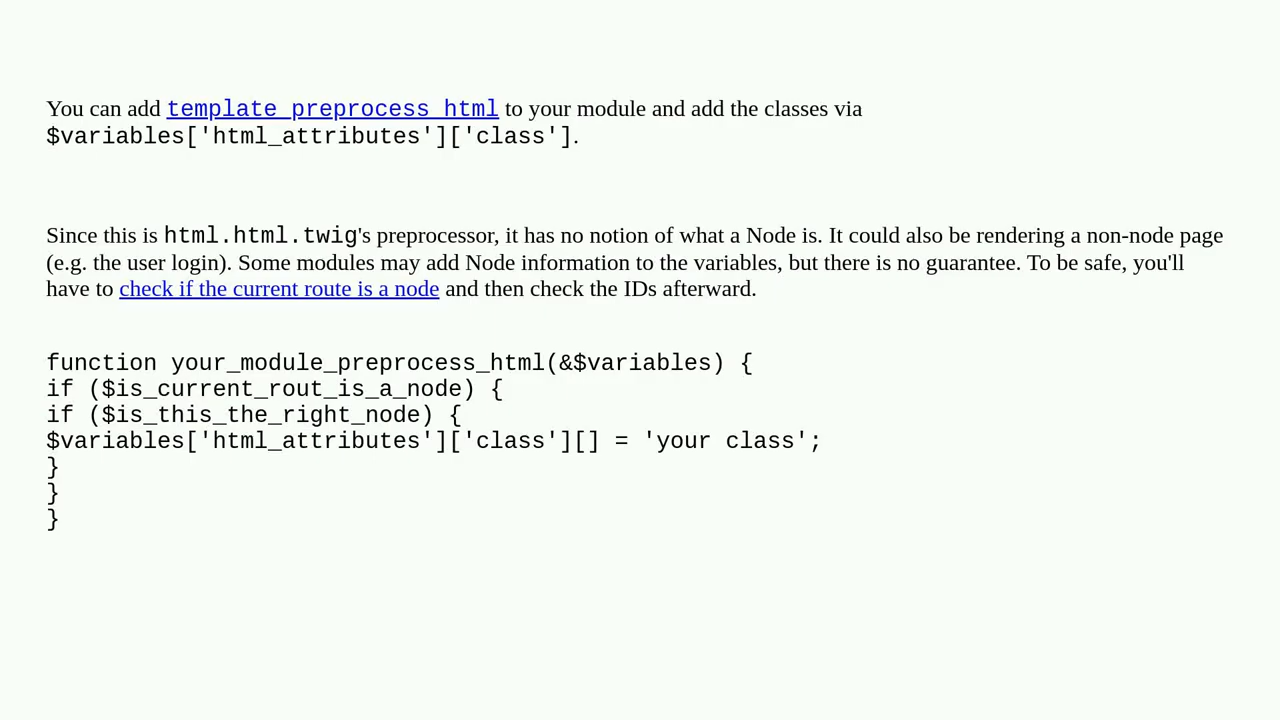 You can add template_preprocess_html to your module and add the classes via
$variables['html_attributes']['class'].
Since this is html.html.twig's preprocessor, it has no notion of what a Node is. It could also be rendering a non-node page
(e.g. the user login). Some modules may add Node information to the variables, but there is no guarantee. To be safe, you'll
have to check if the current route is a node and then check the IDs afterward.
function your_module_preprocess_html(&$variables) {
if ($is_current_rout_is_a_node) {
if ($is_this_the_right_node) {
$variables['html_attributes']['class'][] = 'your class';
}
}
}